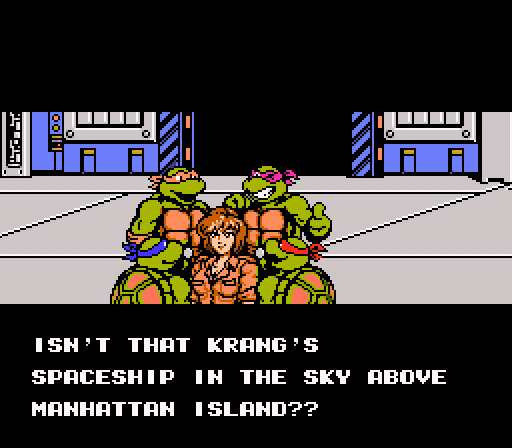 ISN'T THAT KRANG'S
SPACESHIP IN THE SKY ABOVE
MANHATTAN ISLAND??